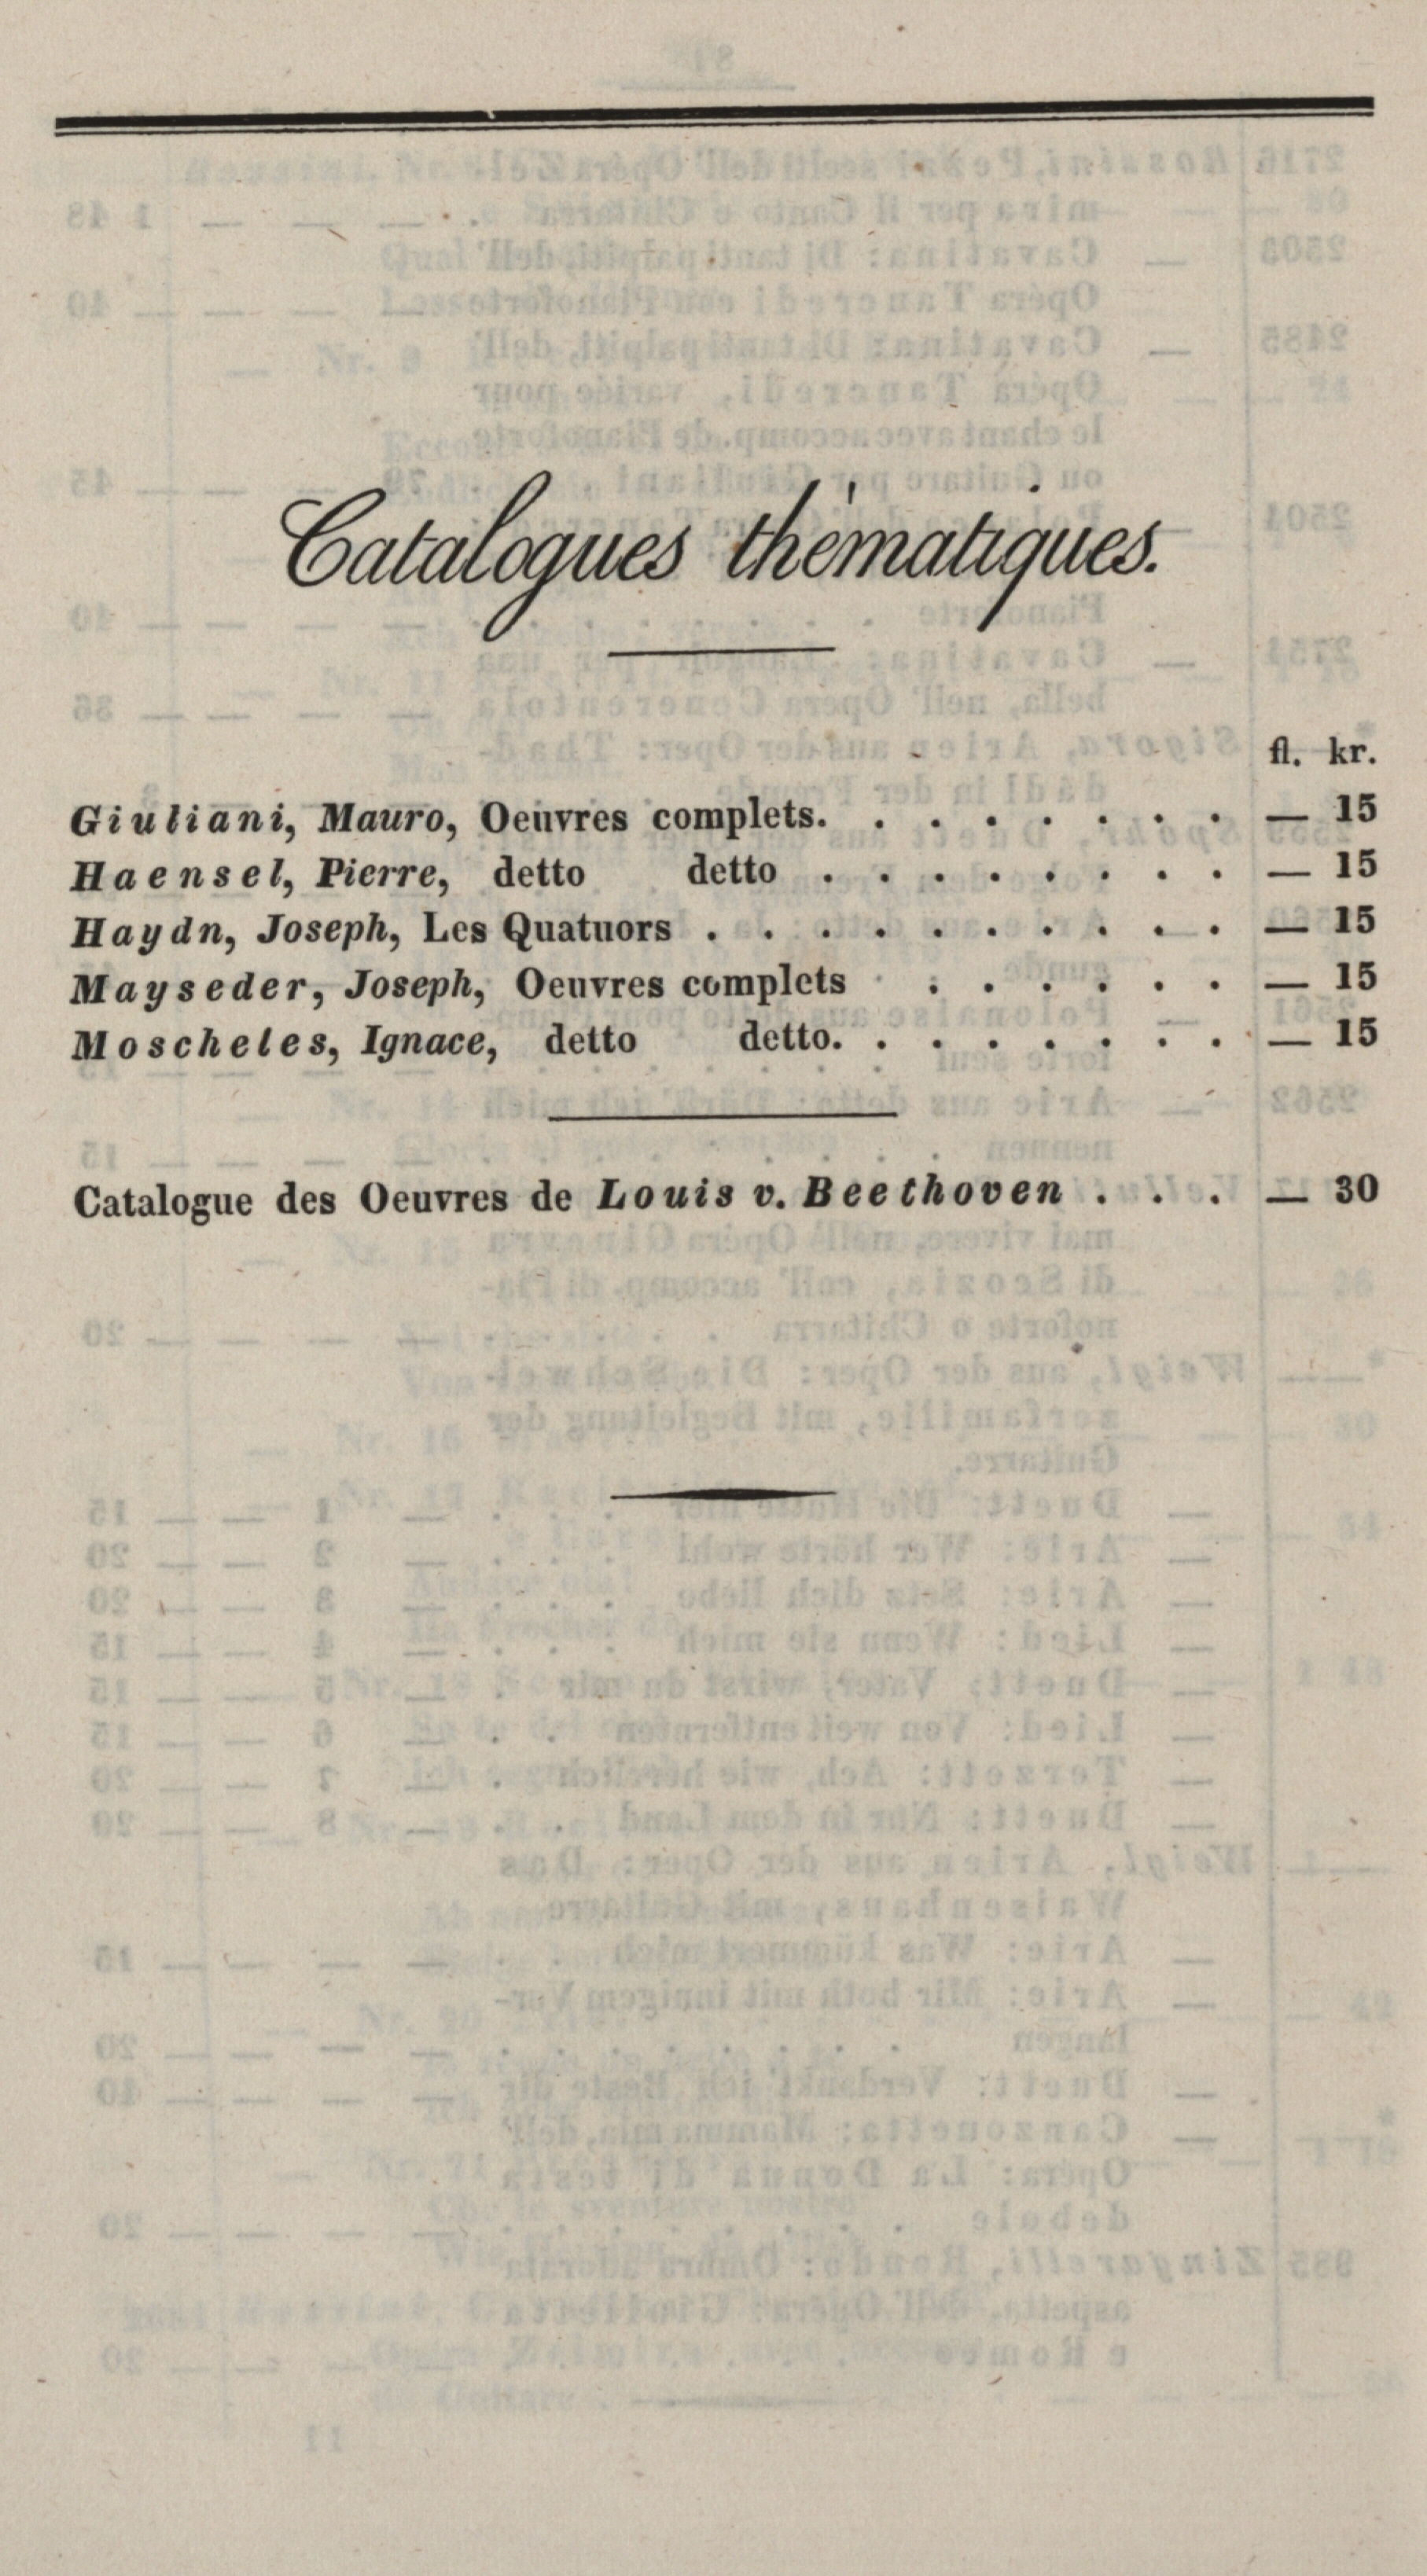 Catalogues thématiques.
fl. kr.
Giuliani, Mauro, Oeuvres complets. . . . . . . . — 15
Haensel, Pierre, detto detto . . . . . . . . — 15
Haydn, Joseph, Les Quatuors . . . . . . . . . . — 15
Mayseder, Joseph, Oeuvres complets . . . . . . — 15
Moscheles, Ignace, detto detto. . . . . . . . — 15
Catalogue des Oeuvres de Louis v. Beethoven . . . — 30